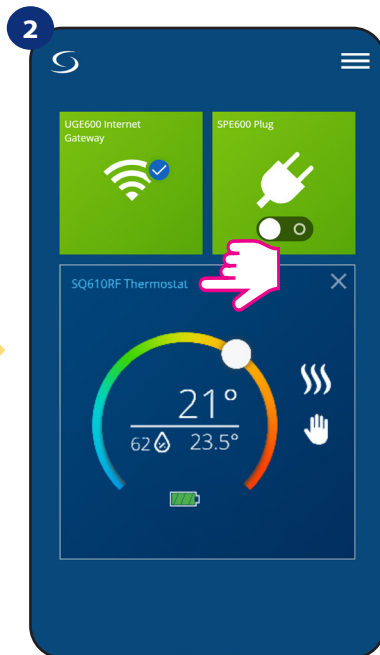 2
UGE600 Internet
Gateway
SPE600 Plug
SQ610RF Thermostat
21°
62 23.5°